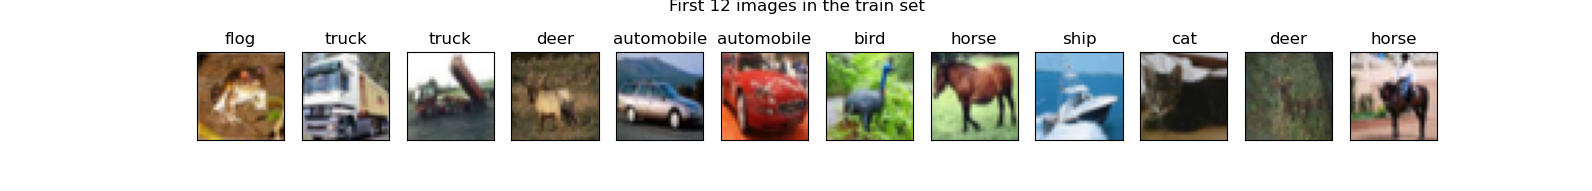 First 12 images in the train set
flog truck truck deer automobile automobile bird horse ship cat deer horse